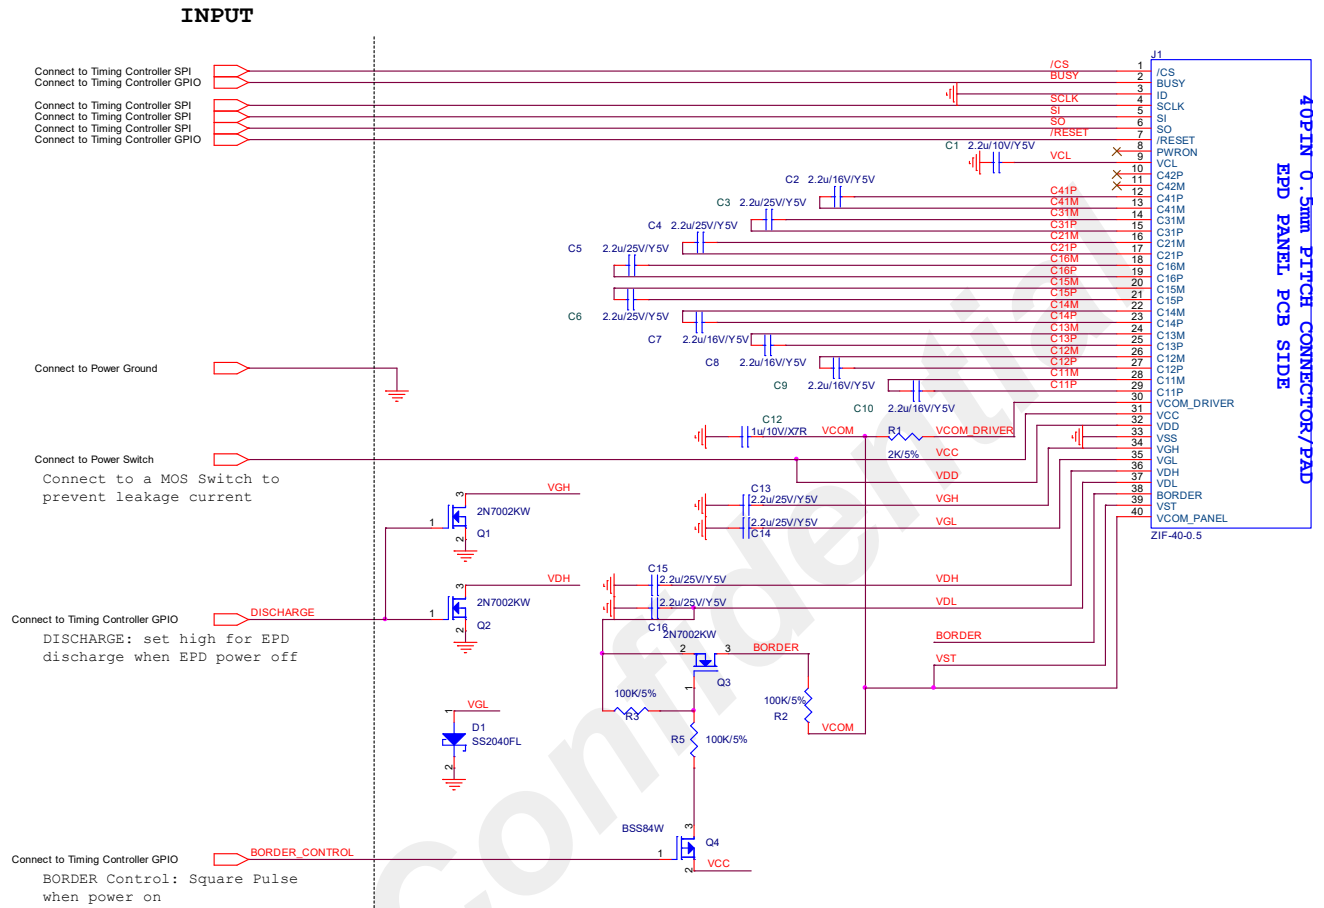 INPUT
Connect to Timing Controller SPI
Connect to Timing Controller GPIO
Connect to Timing Controller SPI
Connect to Timing Controller SPI
Connect to Timing Controller SPI
Connect to Timing Controller GPIO
Connect to Power Ground
Connect to Power Switch
Connect to a MOS Switch to
prevent leakage current
Connect to Timing Controller GPIO
DISCHARGE
DISCHARGE: set high for EPD
discharge when EPD power off
Connect to Timing Controller GPIO
BORDER_CONTROL
BORDER Control: Square Pulse
when power on
VGH
3
2N7002KW
1
2
Q1
VDH
3
2N7002KW
1
2
Q2
VGL
1
D1
SS2040FL
2
C1 2.2u/10V/Y5V
C2 2.2u/16V/Y5V
C3 2.2u/25V/Y5V
C4 2.2u/25V/Y5V
C5 2.2u/25V/Y5V
C6 2.2u/25V/Y5V
C7 2.2u/16V/Y5V
C8 2.2u/16V/Y5V
C9 2.2u/16V/Y5V
C10 2.2u/16V/Y5V
C12
1u/10V/X7R
VCOM
R1
2K/5%
VCOM_DRIVER
VCC
VDD
C13
2.2u/25V/Y5V
VGH
2.2u/25V/Y5V
C14
VGL
C15
2.2u/25V/Y5V
VDH
2.2u/25V/Y5V
C16
VDL
2N7002KW
2
3
BORDER
1
Q3
100K/5%
R3
100K/5%
R2
R5
100K/5%
VCOM
BORDER
VST
BSS84W
3
Q4
1
2
VCC
/CS
BUSY
SCLK
SI
SO
/RESET
VCL
C41P
C41M
C31M
C31P
C21M
C21P
C16M
C16P
C15M
C15P
C14M
C14P
C13M
C13P
C12M
C12P
C11M
C11P
J1
1 /CS
2 BUSY
3 ID
4 SCLK
5 SI
6 SO
7 /RESET
8 PWRON
9 VCL
10 C42P
11 C42M
12 C41P
13 C41M
14 C31M
15 C31P
16 C21M
17 C21P
18 C16M
19 C16P
20 C15M
21 C15P
22 C14M
23 C14P
24 C13M
25 C13P
26 C12M
27 C12P
28 C11M
29 C11P
30 VCOM_DRIVER
31 VCC
32 VDD
33 VSS
34 VGH
35 VGL
36 VDH
37 VDL
38 BORDER
39 VST
40 VCOM_PANEL
ZIF-40-0.5
40PIN 0.5mm PITCH CONNECTOR/PAD
EPD PANEL PCB SIDE
Confidential